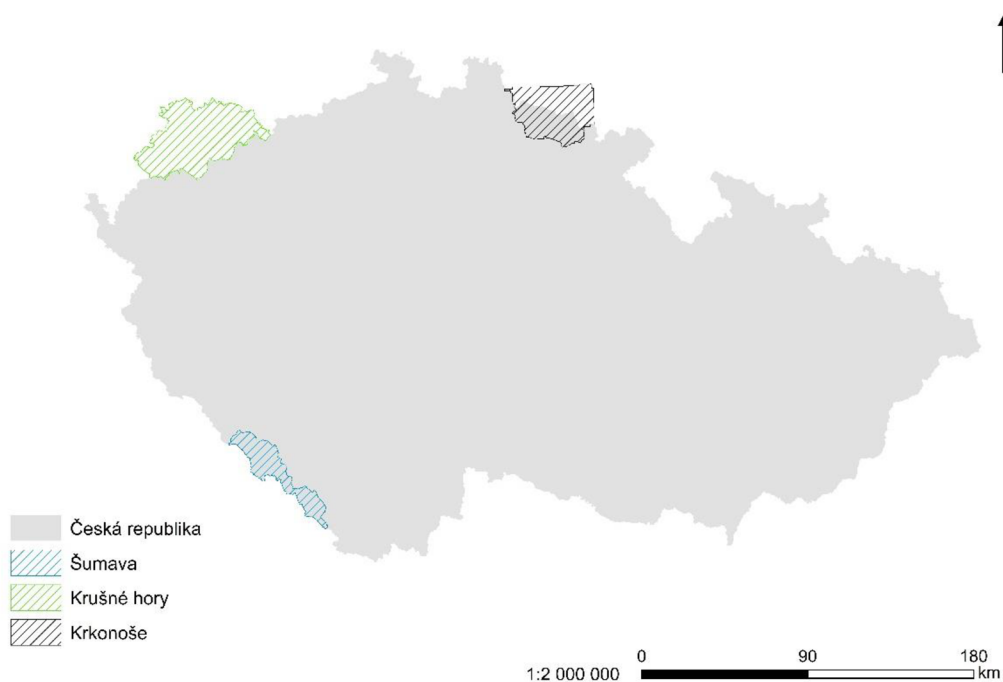 Česká republika
Šumava
Krušné hory
Krkonoše
0 90 180
1:2 000 000 km